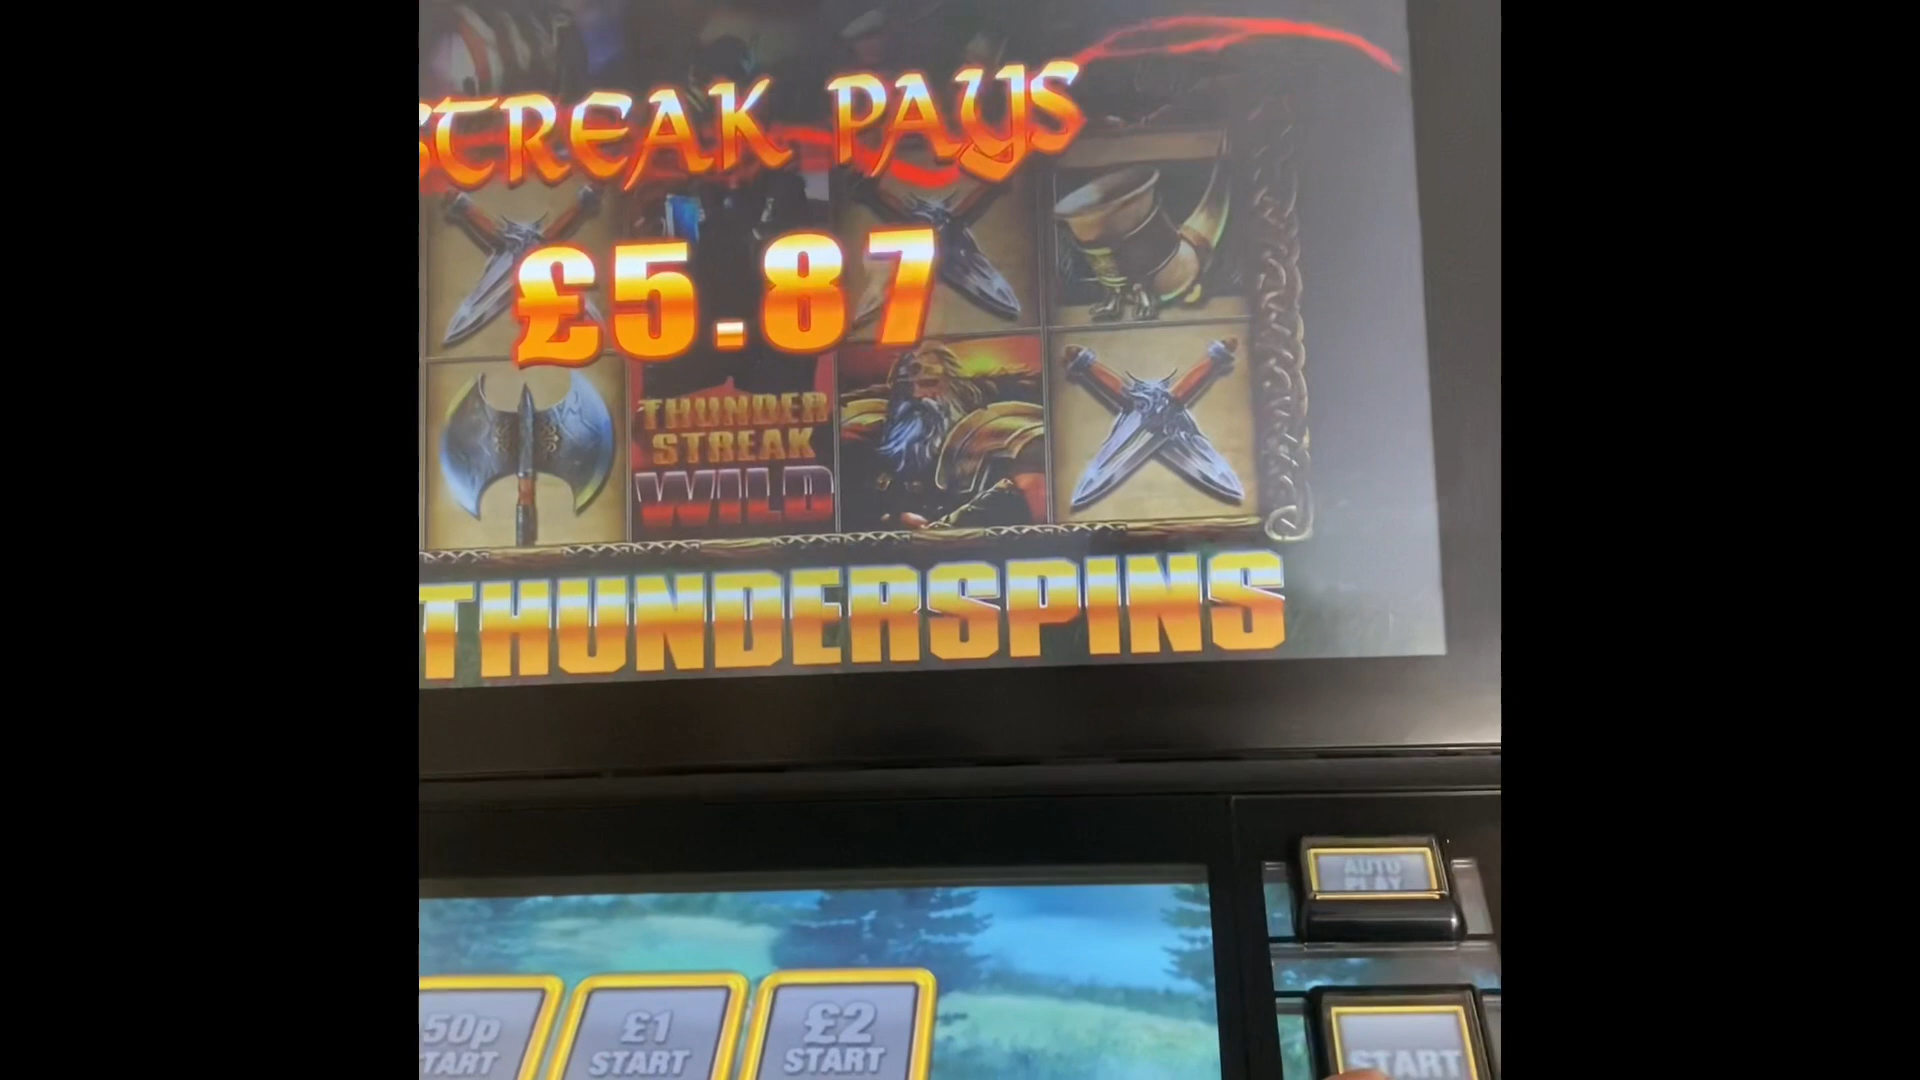 STREAK PAYS
£5.87
THUNDER
STREAK
WILD
THUNDERSPINS
AUTO
PLAY
50p
START
£1
START
£2
START
START